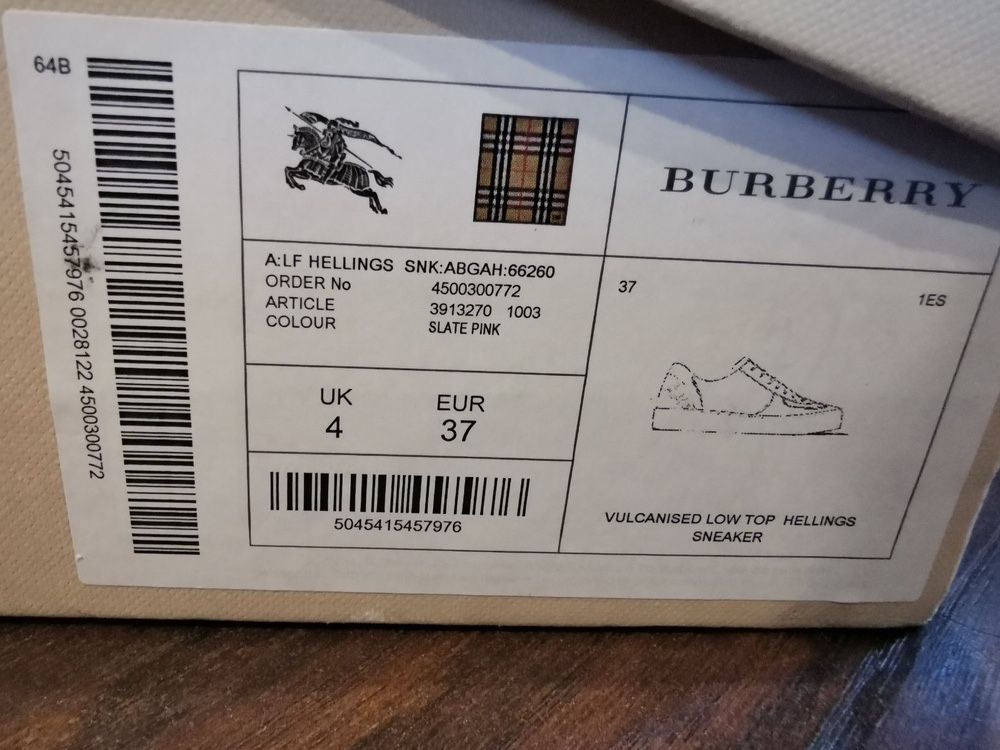 64B
5045415457976 0028122 4500300772
BURBERRY
A:LF HELLINGS SNK:ABGAH:66260
ORDER No 4500300772
ARTICLE 3913270 1003
COLOUR SLATE PINK
UK EUR
4 37
5045415457976
37 1ES
VULCANISED LOW TOP HELLINGS
SNEAKER